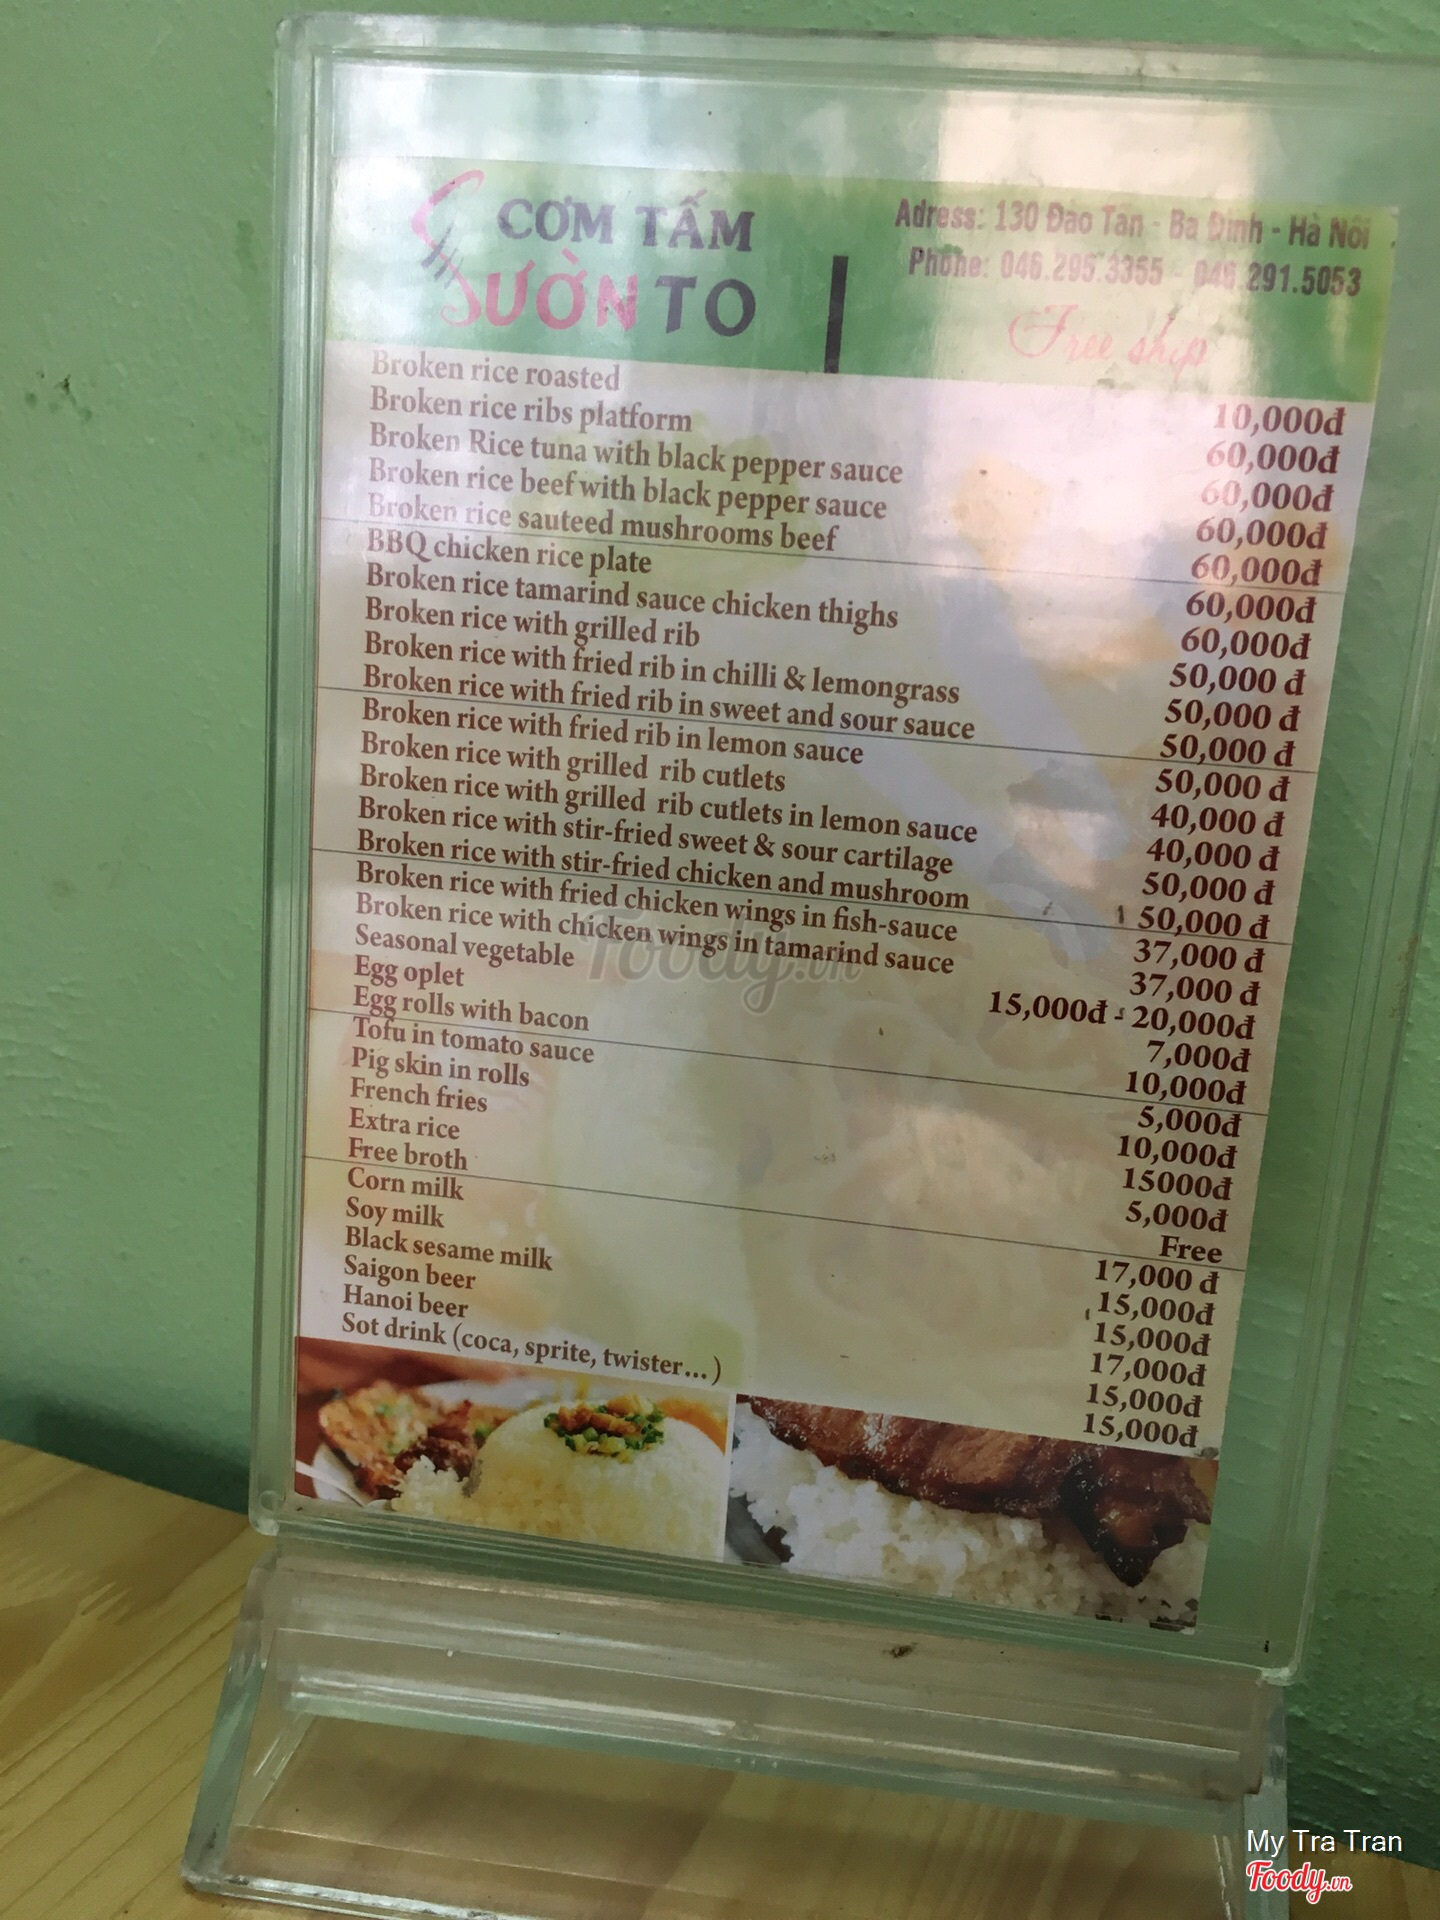 CƠM TẤM
SƯỜN TO
Adress: 130 Đào Tấn - Ba Đình - Hà Nôi
Phone: 046.295.3355 - 046.291.5053
Free ship
Broken rice roasted 10,000đ
Broken rice ribs platform 60,000đ
Broken Rice tuna with black pepper sauce 60,000đ
Broken rice beef with black pepper sauce 60,000đ
Broken rice sauteed mushrooms beef 60,000đ
BBQ chicken rice plate 60,000đ
Broken rice tamarind sauce chicken thighs 60,000đ
Broken rice with grilled rib 50,000 đ
Broken rice with fried rib in chilli & lemongrass 50,000 đ
Broken rice with fried rib in sweet and sour sauce 50,000 đ
Broken rice with fried rib in lemon sauce 50,000 đ
Broken rice with grilled rib cutlets 40,000 đ
Broken rice with grilled rib cutlets in lemon sauce 40,000 đ
Broken rice with stir-fried sweet & sour cartilage 50,000 đ
Broken rice with stir-fried chicken and mushroom 50,000 đ
Broken rice with fried chicken wings in fish-sauce 37,000 đ
Broken rice with chicken wings in tamarind sauce 37,000 đ
Seasonal vegetable 15,000đ - 20,000đ
Egg oplet 7,000đ
Egg rolls with bacon 10,000đ
Tofu in tomato sauce 5,000đ
Pig skin in rolls 10,000đ
French fries 15000đ
Extra rice 5,000đ
Free broth Free
Corn milk 17,000 đ
Soy milk 15,000đ
Black sesame milk 15,000đ
Saigon beer 17,000đ
Hanoi beer 15,000đ
Sot drink (coca, sprite, twister... ) 15,000đ
Foody.vn
My Tra Tran
Foody.vn